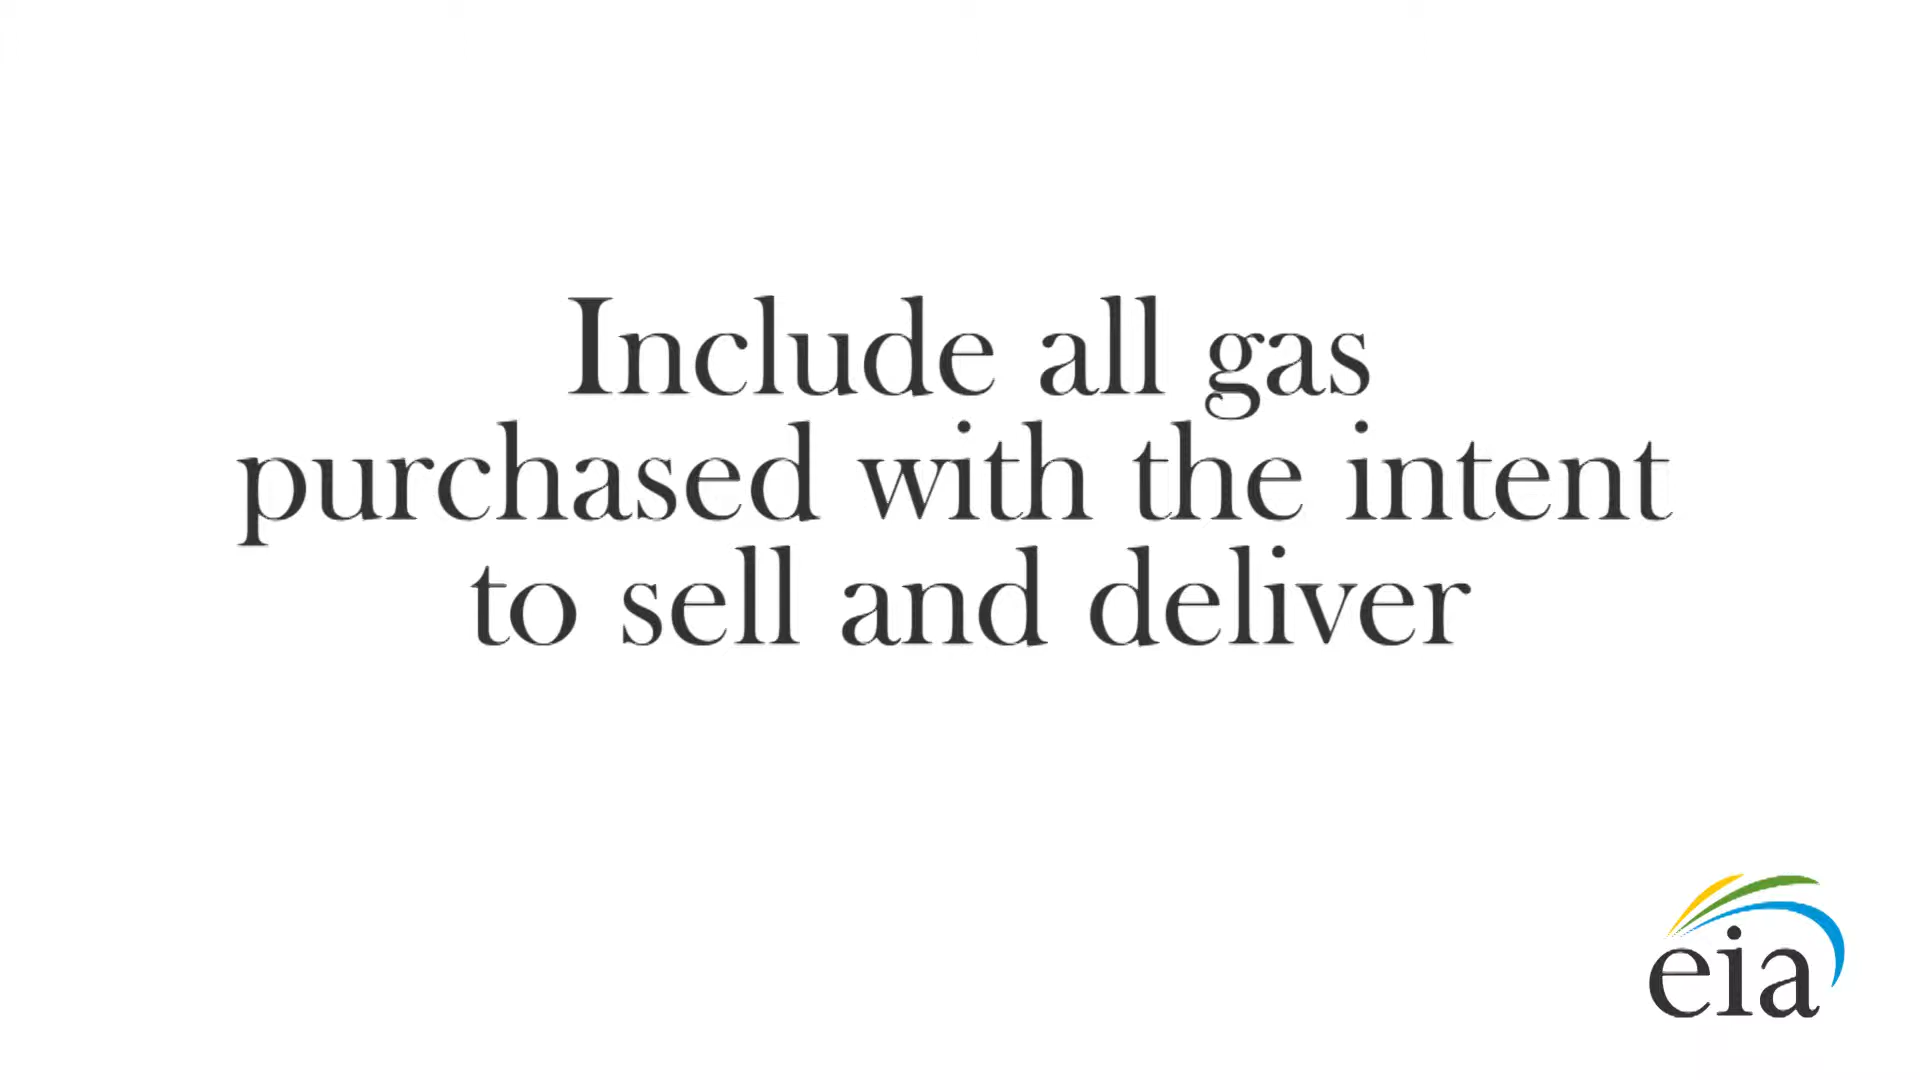 Include all gas
purchased with the intent
to sell and deliver
eia